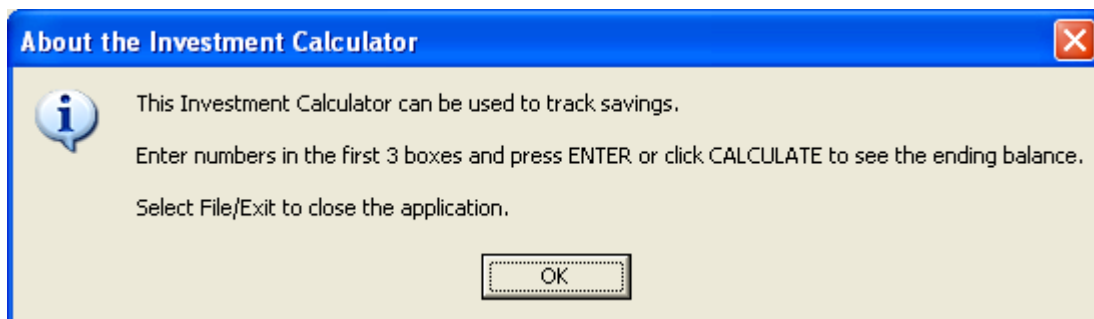 About the Investment Calculator
This Investment Calculator can be used to track savings.
Enter numbers in the first 3 boxes and press ENTER or click CALCULATE to see the ending balance.
Select File/Exit to close the application.
OK